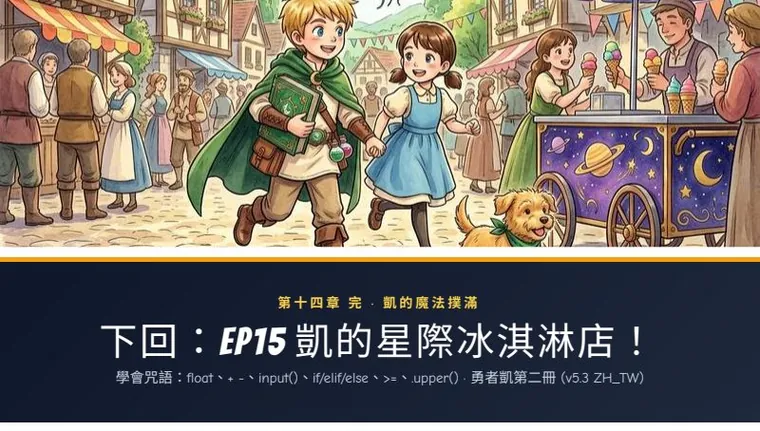 第十四章 完 · 凱的魔法撲滿
下回：EP15 凱的星際冰淇淋店！
學會咒語：float、+ -、input()、if/elif/else、>=、.upper() · 勇者凱第二冊 (v5.3 ZH_TW)